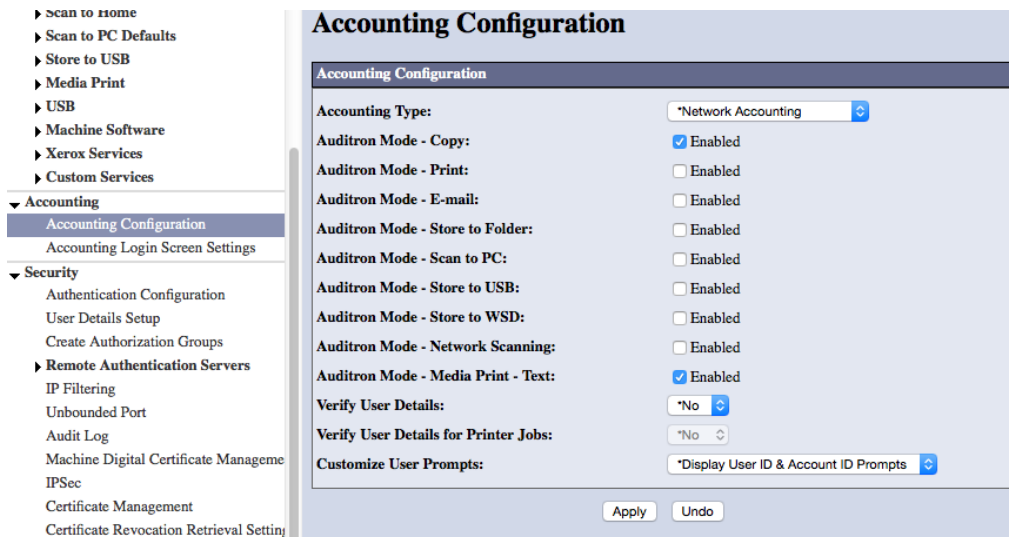 Scan to Home
Scan to PC Defaults
Store to USB
Media Print
USB
Machine Software
Xerox Services
Custom Services
Accounting
Accounting Configuration
Accounting Login Screen Settings
Security
Authentication Configuration
User Details Setup
Create Authorization Groups
Remote Authentication Servers
IP Filtering
Unbounded Port
Audit Log
Machine Digital Certificate Manageme
IPSec
Certificate Management
Certificate Revocation Retrieval Setting
Accounting Configuration
Accounting Configuration
Accounting Type: *Network Accounting
Auditron Mode - Copy: Enabled
Auditron Mode - Print: Enabled
Auditron Mode - E-mail: Enabled
Auditron Mode - Store to Folder: Enabled
Auditron Mode - Scan to PC: Enabled
Auditron Mode - Store to USB: Enabled
Auditron Mode - Store to WSD: Enabled
Auditron Mode - Network Scanning: Enabled
Auditron Mode - Media Print - Text: Enabled
Verify User Details: *No
Verify User Details for Printer Jobs: *No
Customize User Prompts: *Display User ID & Account ID Prompts
Apply Undo